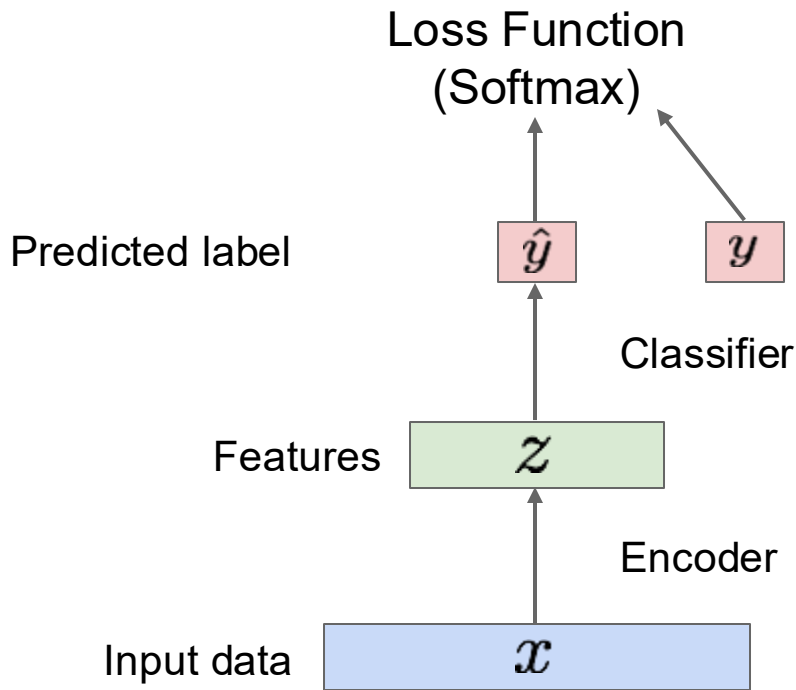 Loss Function
(Softmax)
Predicted label
ŷ
y
Classifier
Features
z
Encoder
Input data
x